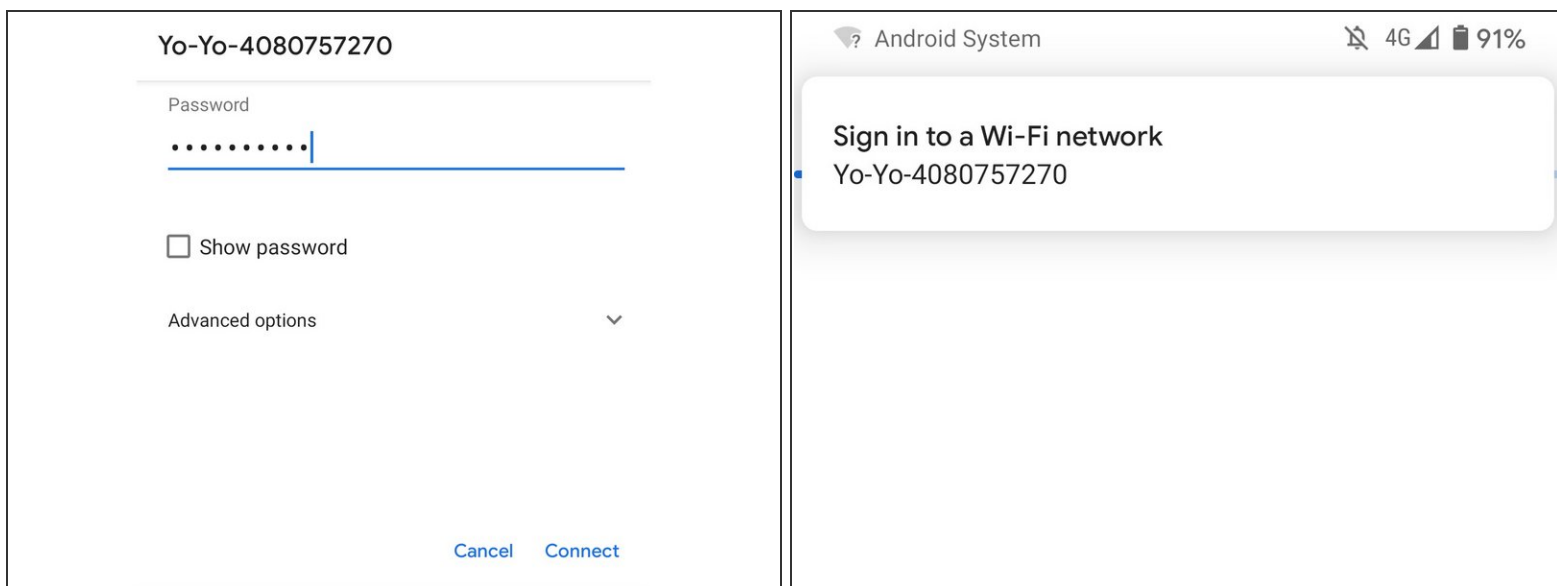 Yo-Yo-4080757270
Password
••••••••••
Show password
Advanced options
Cancel Connect
Android System 4G 91%
Sign in to a Wi-Fi network
Yo-Yo-4080757270